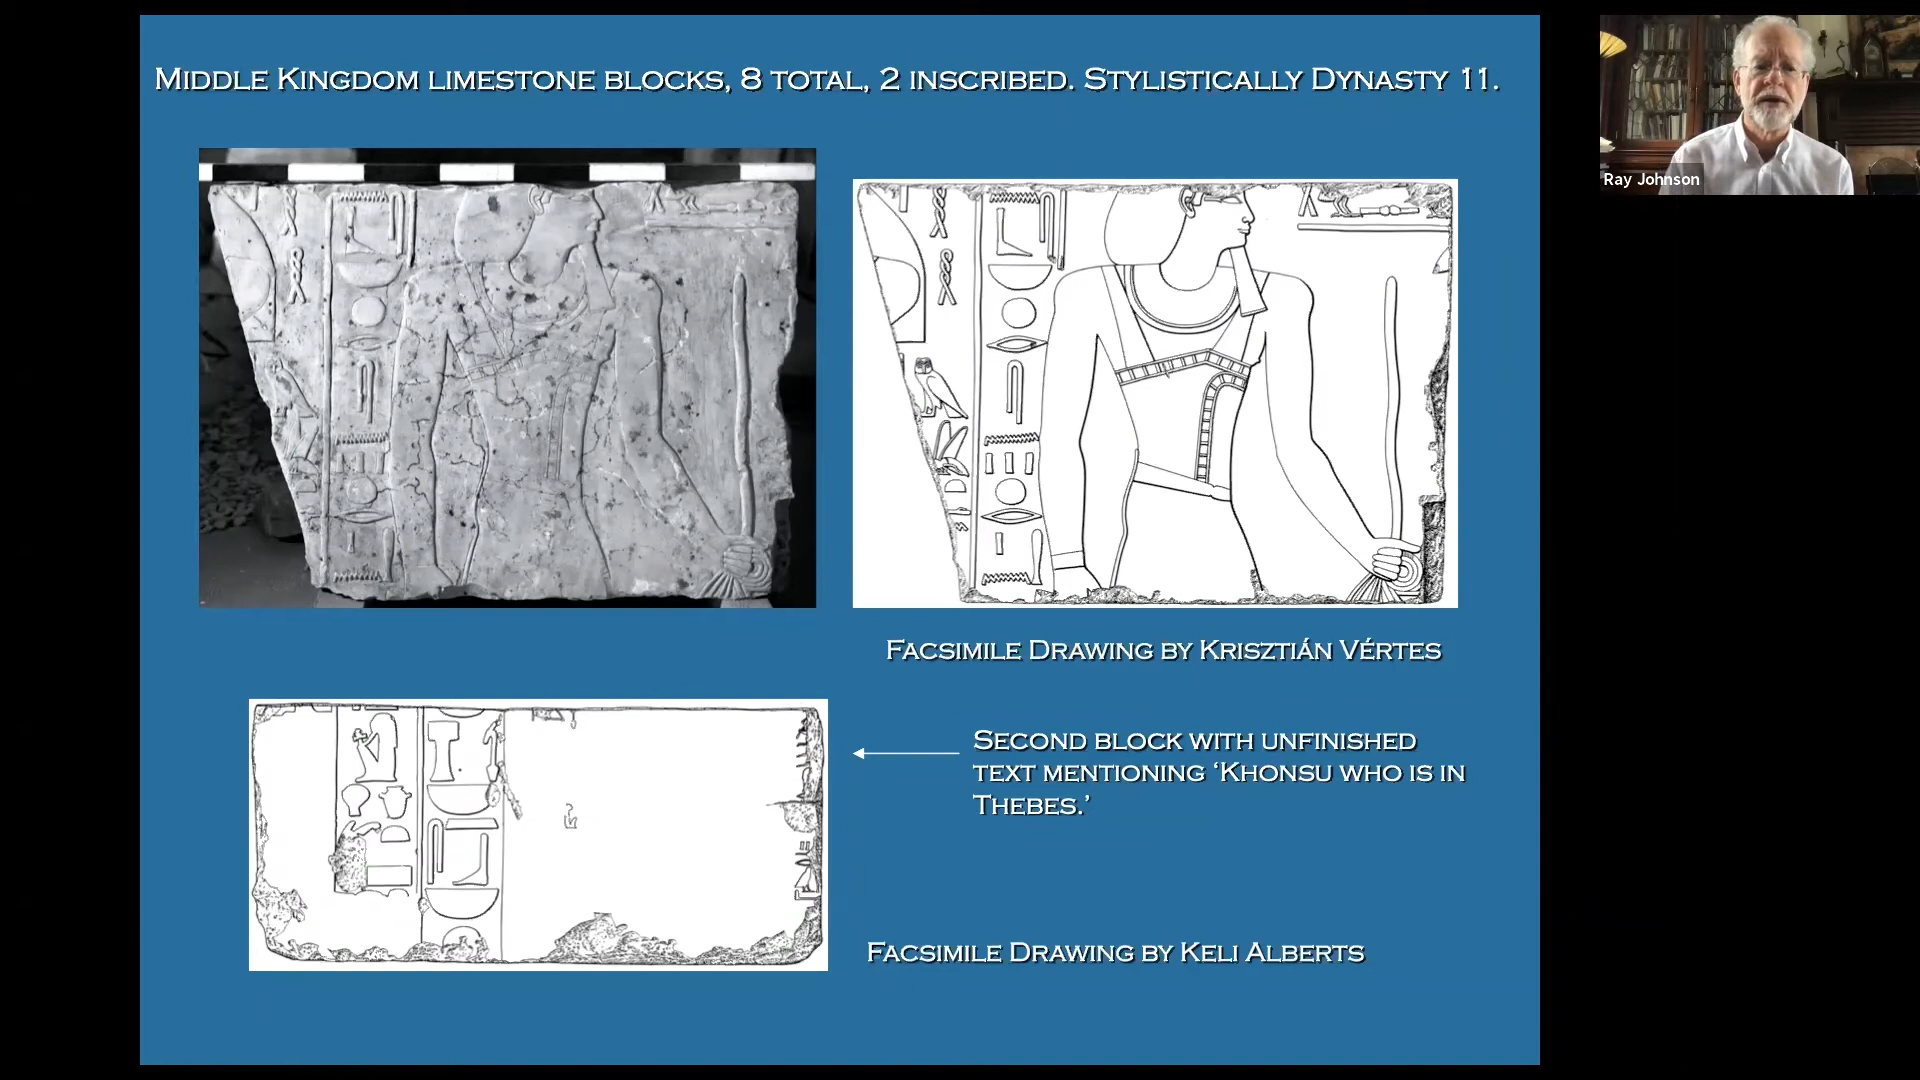 Middle Kingdom limestone blocks, 8 total, 2 inscribed. Stylistically Dynasty 11.
Ray Johnson
Facsimile Drawing by Krisztián Vértes
Second block with unfinished
text mentioning ‘Khonsu who is in
Thebes.’
Facsimile Drawing by Keli Alberts